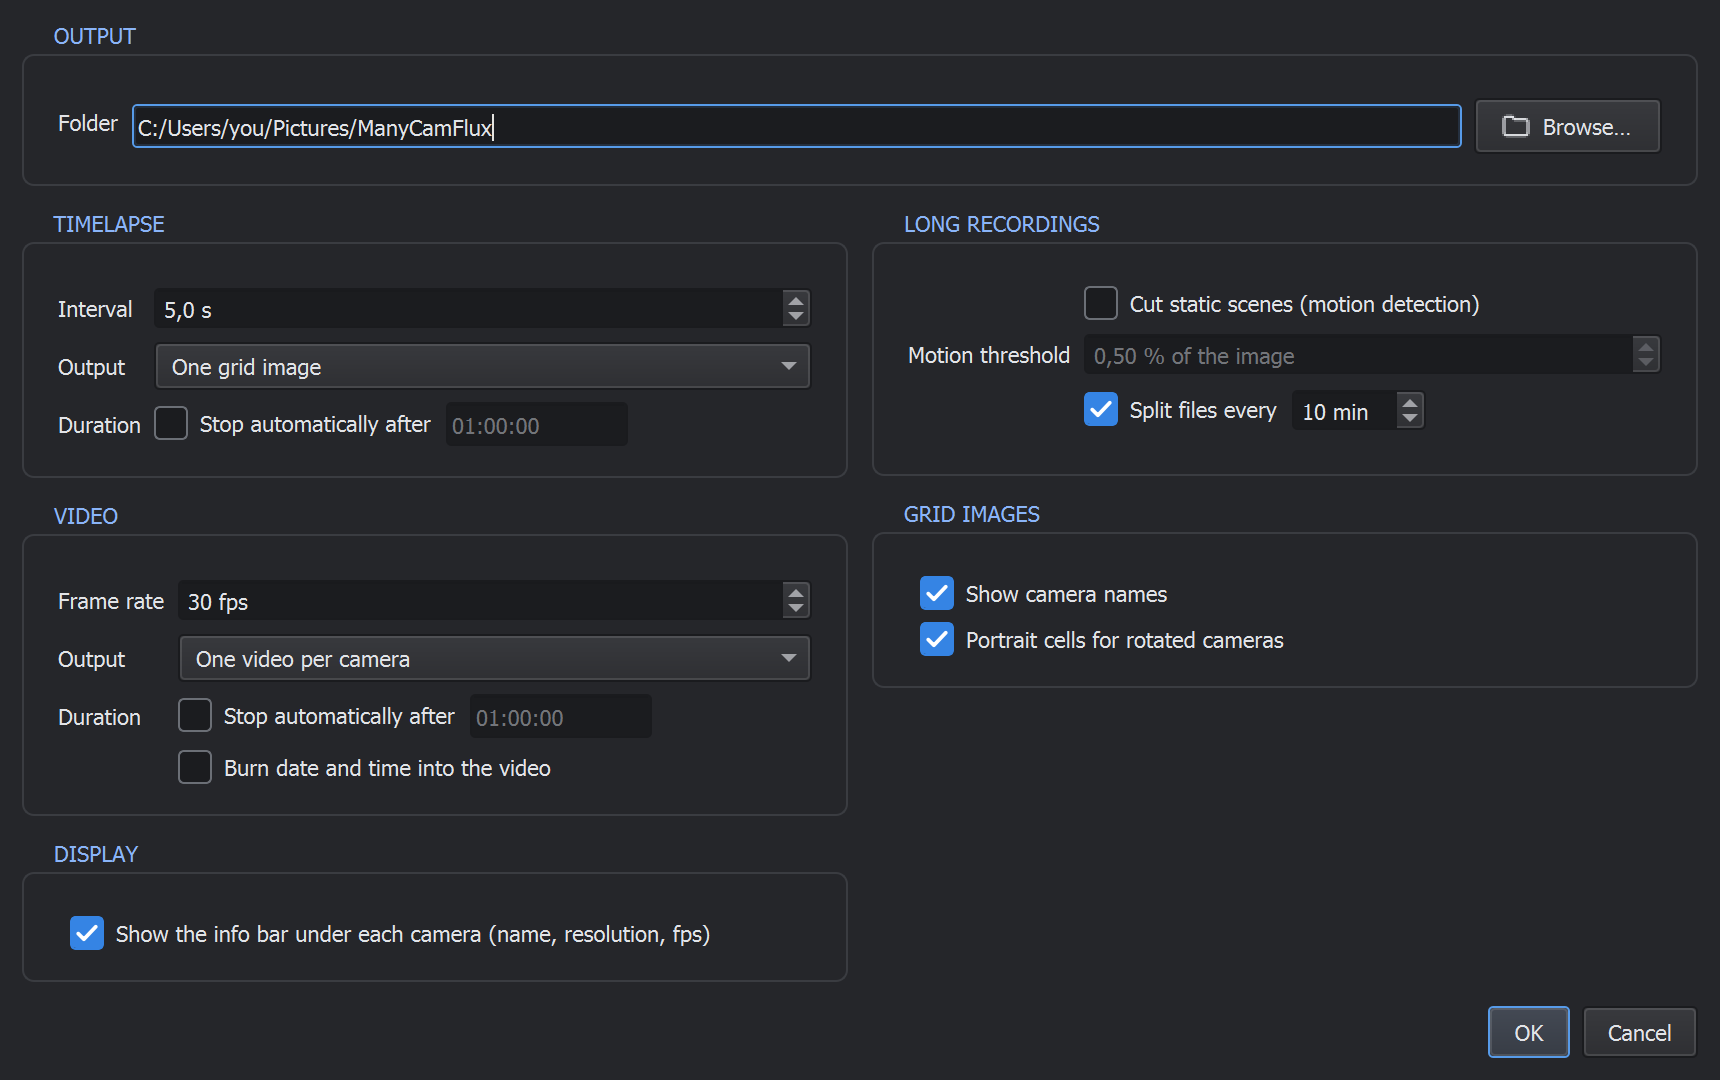 OUTPUT
Folder C:/Users/you/Pictures/ManyCamFlux Browse...
TIMELAPSE
Interval 5,0 s
Output One grid image
Duration Stop automatically after 01:00:00
LONG RECORDINGS
Cut static scenes (motion detection)
Motion threshold 0,50 % of the image
Split files every 10 min
VIDEO
Frame rate 30 fps
Output One video per camera
Duration Stop automatically after 01:00:00
Burn date and time into the video
GRID IMAGES
Show camera names
Portrait cells for rotated cameras
DISPLAY
Show the info bar under each camera (name, resolution, fps)
OK Cancel